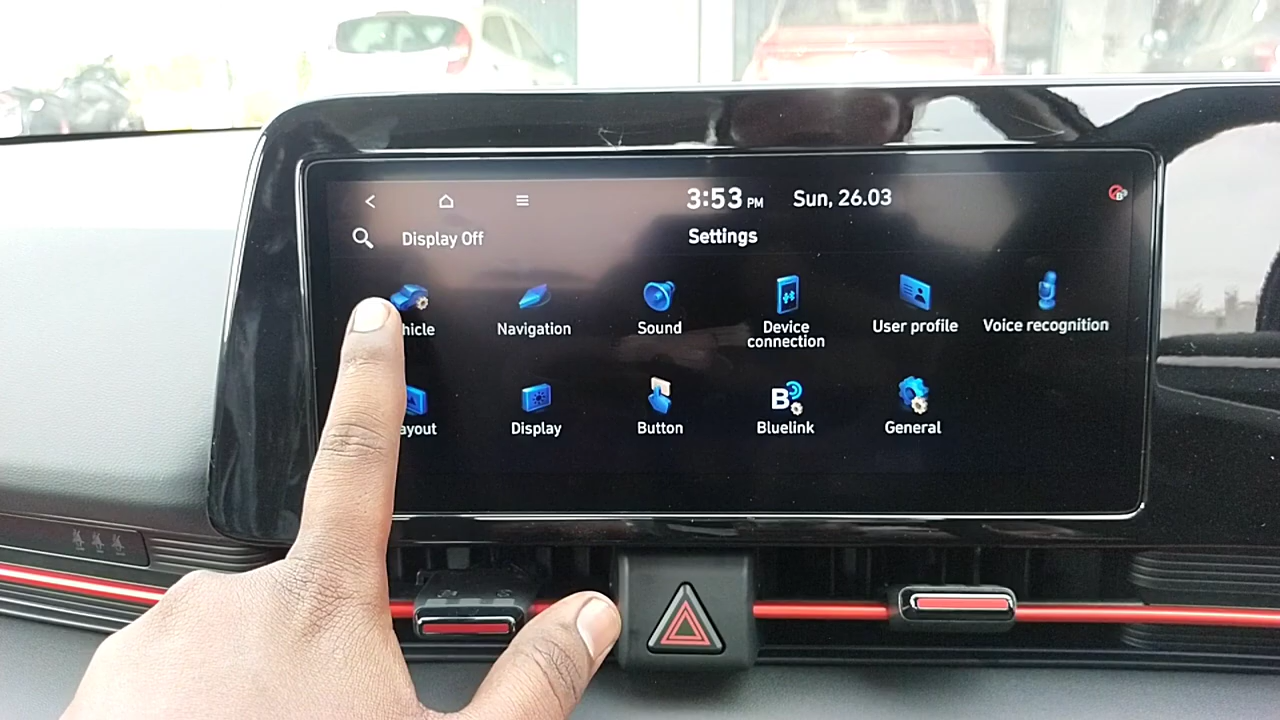 3:53 PM Sun, 26.03
Display Off Settings
hicle Navigation Sound Device connection User profile Voice recognition
ayout Display Button Bluelink General